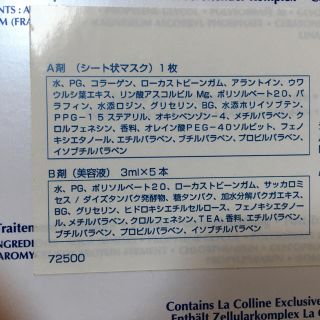 A剤 (シート状マスク) 1枚
水、PG、コラーゲン、ローカストビーンガム、アラントイン、ウワ
ウルシ葉エキス、リン酸アスコルビル Mg、ポリソルベート20、パ
ラフィン、水添ロジン、グリセリン、BG、水添ホリイソブテン、
PPG-15 ステアリル、オキシベンゾン-4、メチルパラベン、ク
ロルフェネシン、香料、オレイン酸PEG-40ソルビット、フェノ
キシエタノール、エチルパラベン、ブチルパラベン、プロピルパラベン、
イソブチルパラベン
B剤 (美容液) 3ml×5本
水、PG、ポリソルベート20、ローカストビーンガム、サッカロミ
セス/ダイズタンパク発酵物、糖タンパク、加水分解バクガエキス、
BG、グリセリン、ヒドロキシエチルセルロース、フェノキシエタノー
ル、メチルパラベン、クロルフェネシン、TEA、香料、エチルパラベン、
ブチルパラベン、プロピルパラベン、イソブチルパラベン
72500
Traitem
INGREDIE
AROMY
Contains La Colline Exclusive
Enthält Zellularkomplex La C